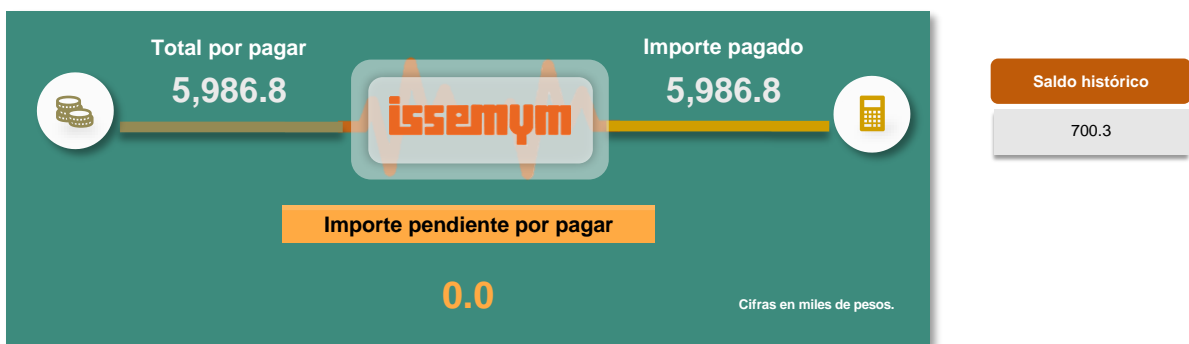 Total por pagar
5,986.8
issemym
Importe pagado
5,986.8
Importe pendiente por pagar
0.0
Cifras en miles de pesos.
Saldo histórico
700.3